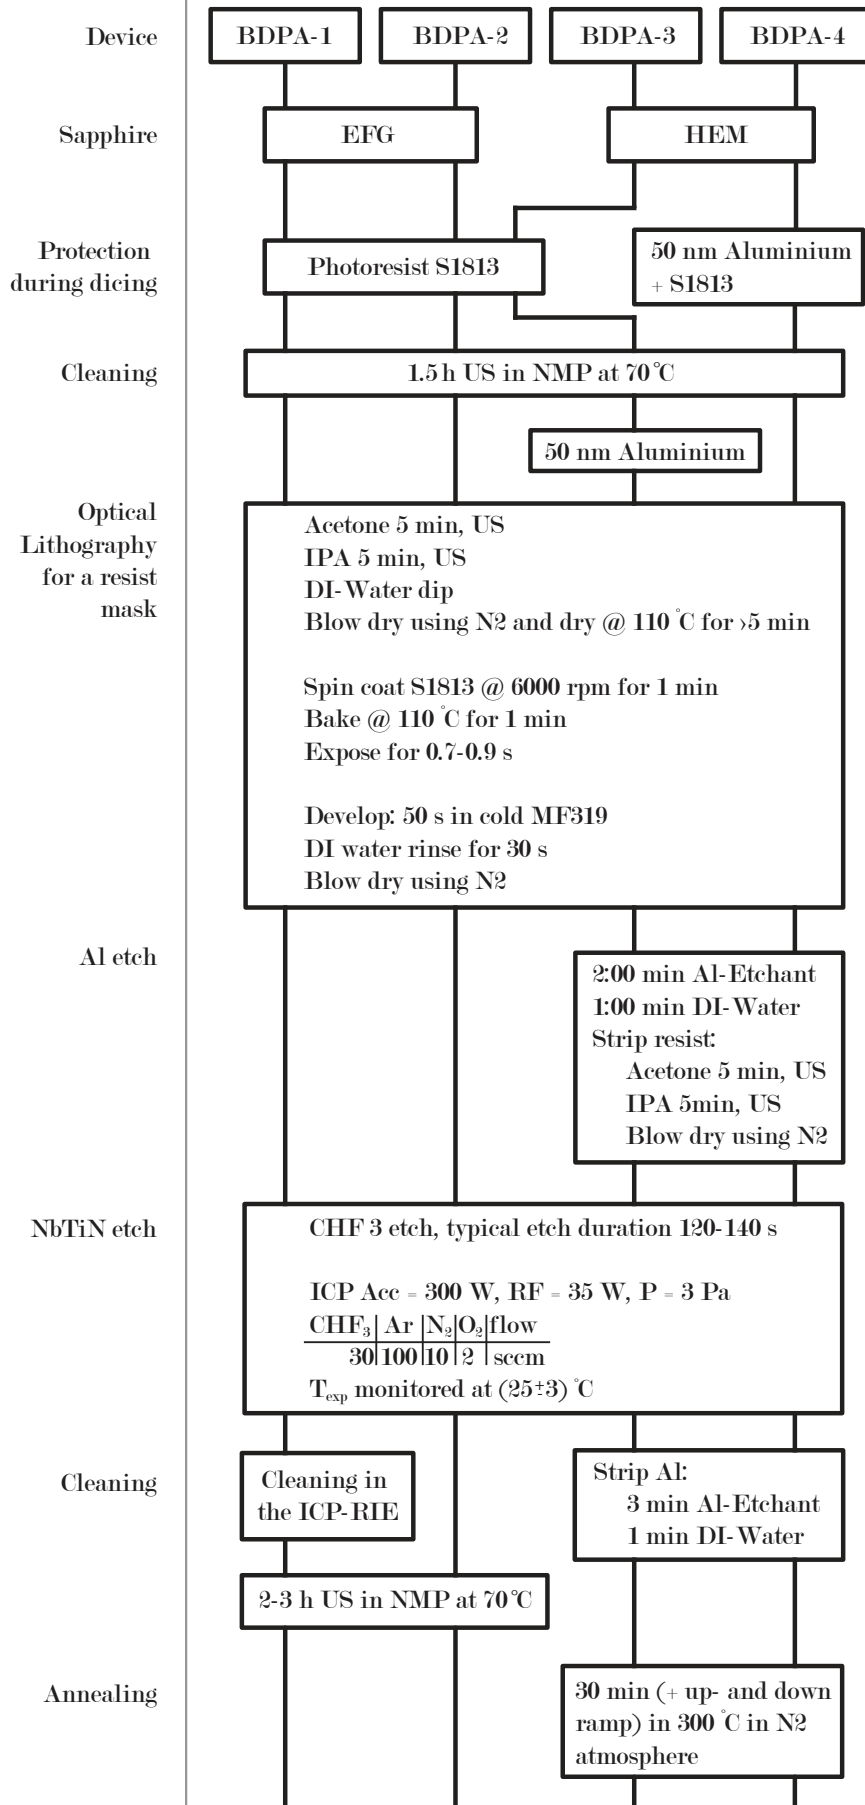 Device
BDPA-1
BDPA-2
BDPA-3
BDPA-4
Sapphire
EFG
HEM
Protection
during dicing
Photoresist S1813
50 nm Aluminium
+ S1813
Cleaning
1.5 h US in NMP at 70 °C
50 nm Aluminium
Optical
Lithography
for a resist
mask
Acetone 5 min, US
IPA 5 min, US
DI-Water dip
Blow dry using N2 and dry @ 110 °C for >5 min
Spin coat S1813 @ 6000 rpm for 1 min
Bake @ 110 °C for 1 min
Expose for 0.7-0.9 s
Develop: 50 s in cold MF319
DI water rinse for 30 s
Blow dry using N2
Al etch
2:00 min Al-Etchant
1:00 min DI-Water
Strip resist:
Acetone 5 min, US
IPA 5min, US
Blow dry using N2
NbTiN etch
CHF 3 etch, typical etch duration 120-140 s
ICP Acc = 300 W, RF = 35 W, P = 3 Pa
CHF₃ Ar N₂ O₂ flow
30 100 10 2 sccm
Tₑₓₚ monitored at (25±3) °C
Cleaning
Cleaning in
the ICP-RIE
Strip Al:
3 min Al-Etchant
1 min DI-Water
2-3 h US in NMP at 70 °C
Annealing
30 min (+ up- and down
ramp) in 300 °C in N2
atmosphere